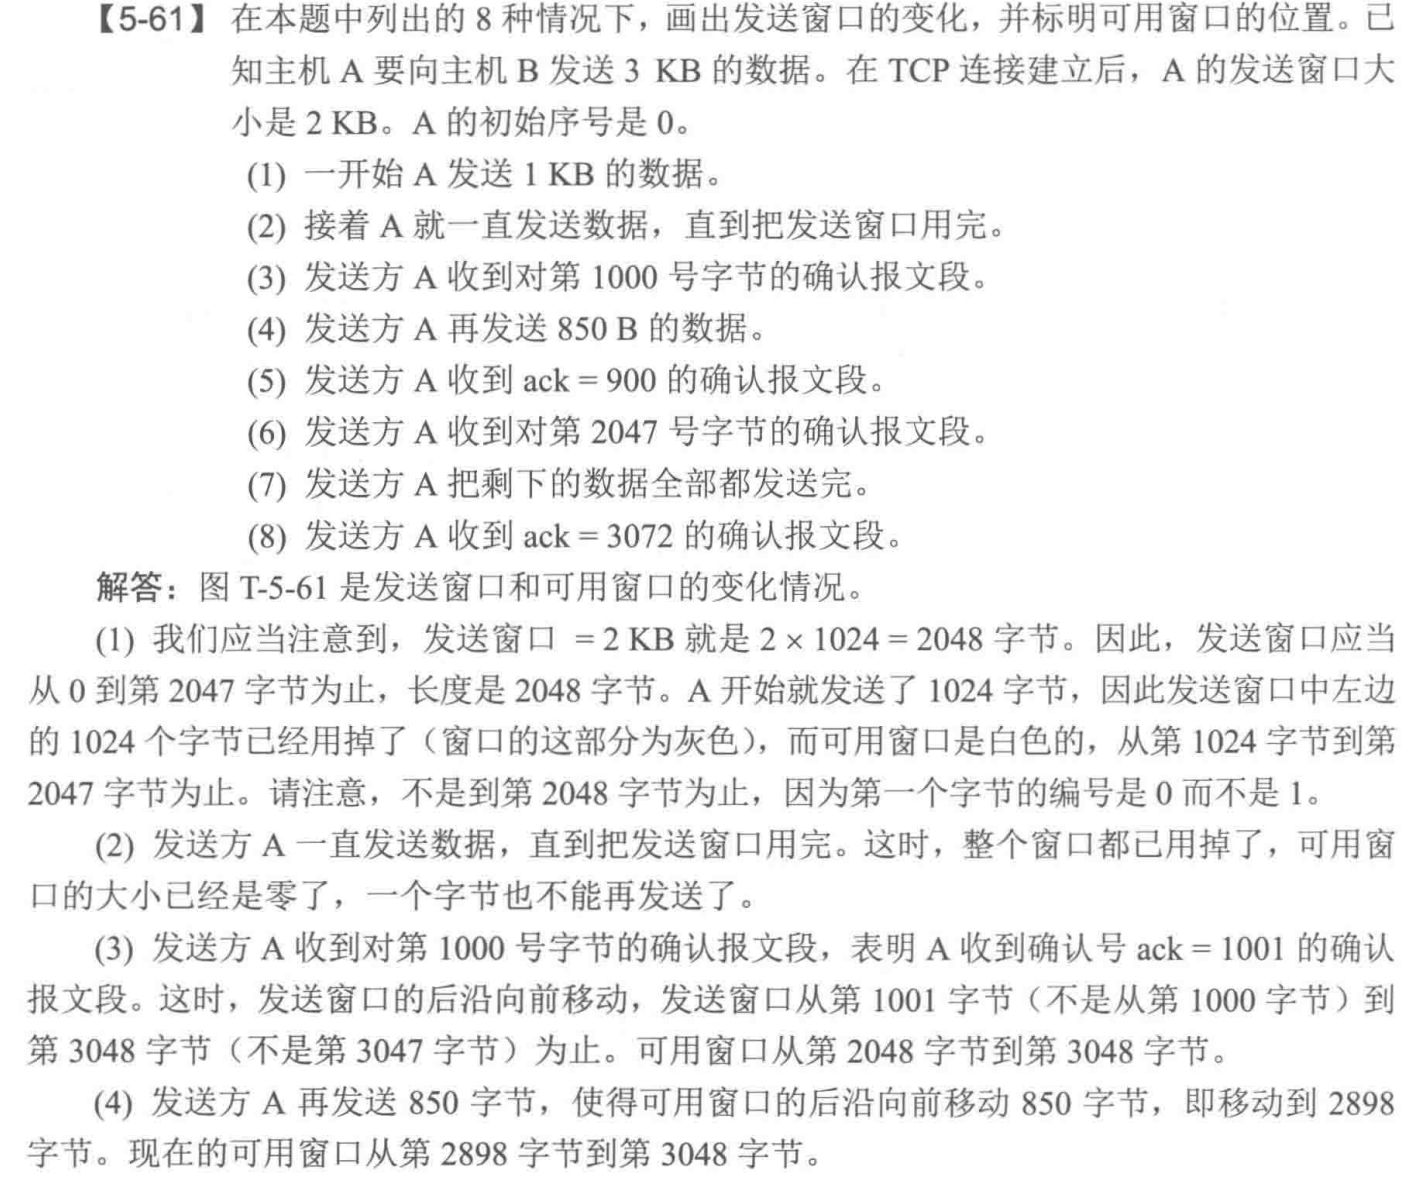 【5-61】 在本题中列出的 8 种情况下，画出发送窗口的变化，并标明可用窗口的位置。已
知主机 A 要向主机 B 发送 3 KB 的数据。在 TCP 连接建立后，A 的发送窗口大
小是 2 KB。A 的初始序号是 0。
(1) 一开始 A 发送 1 KB 的数据。
(2) 接着 A 就一直发送数据，直到把发送窗口用完。
(3) 发送方 A 收到对第 1000 号字节的确认报文段。
(4) 发送方 A 再发送 850 B 的数据。
(5) 发送方 A 收到 ack = 900 的确认报文段。
(6) 发送方 A 收到对第 2047 号字节的确认报文段。
(7) 发送方 A 把剩下的数据全部都发送完。
(8) 发送方 A 收到 ack = 3072 的确认报文段。
解答：图 T-5-61 是发送窗口和可用窗口的变化情况。
(1) 我们应当注意到，发送窗口 = 2 KB 就是 2 × 1024 = 2048 字节。因此，发送窗口应当
从 0 到第 2047 字节为止，长度是 2048 字节。A 开始就发送了 1024 字节，因此发送窗口中左边
的 1024 个字节已经用掉了（窗口的这部分为灰色），而可用窗口是白色的，从第 1024 字节到第
2047 字节为止。请注意，不是到第 2048 字节为止，因为第一个字节的编号是 0 而不是 1。
(2) 发送方 A 一直发送数据，直到把发送窗口用完。这时，整个窗口都已用掉了，可用窗
口的大小已经是零了，一个字节也不能再发送了。
(3) 发送方 A 收到对第 1000 号字节的确认报文段，表明 A 收到确认号 ack = 1001 的确认
报文段。这时，发送窗口的后沿向前移动，发送窗口从第 1001 字节（不是从第 1000 字节）到
第 3048 字节（不是第 3047 字节）为止。可用窗口从第 2048 字节到第 3048 字节。
(4) 发送方 A 再发送 850 字节，使得可用窗口的后沿向前移动 850 字节，即移动到 2898
字节。现在的可用窗口从第 2898 字节到第 3048 字节。